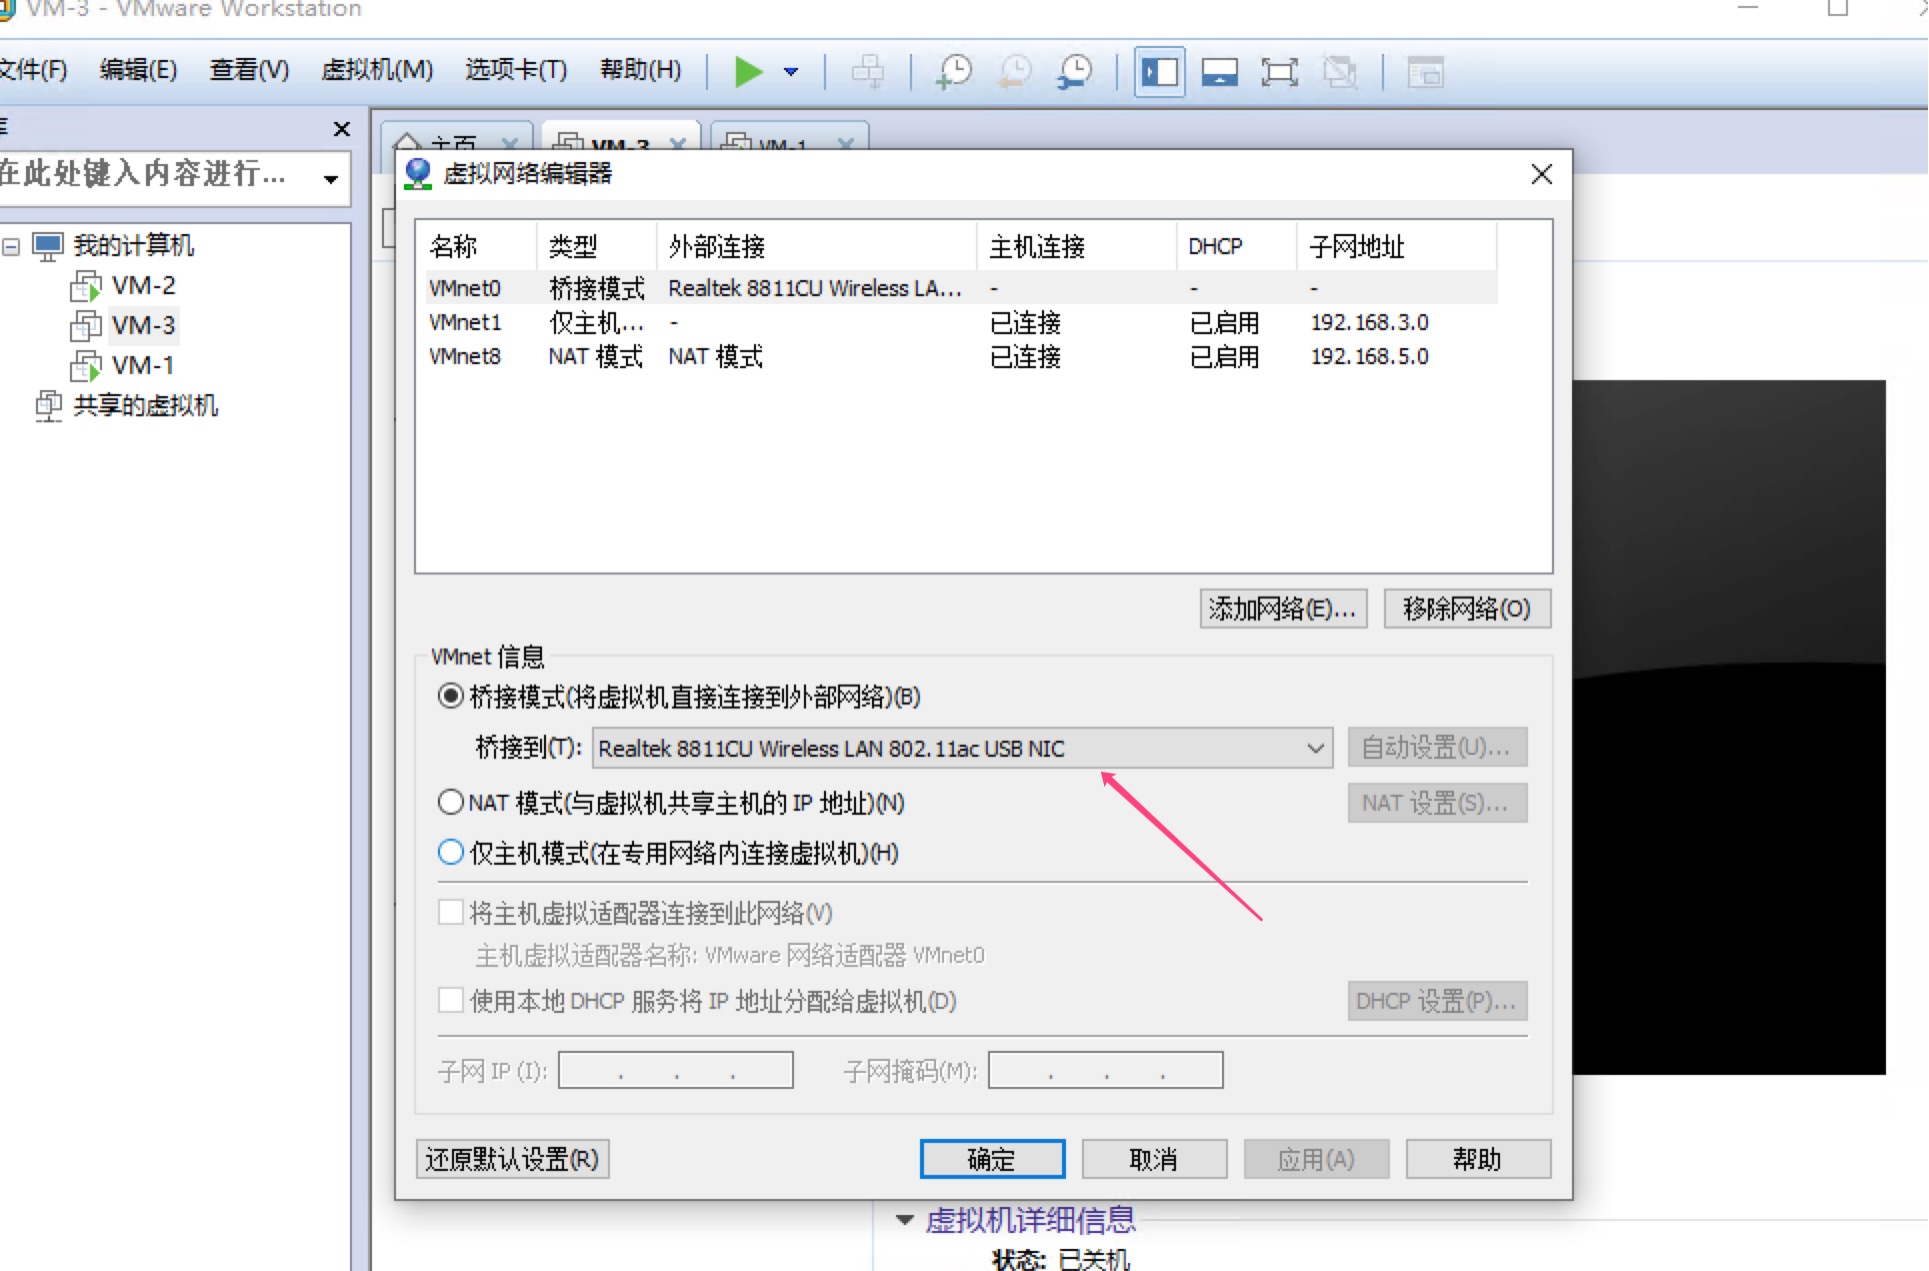 VM-3 - VMware Workstation
文件(F) 编辑(E) 查看(V) 虚拟机(M) 选项卡(T) 帮助(H)
库
在此处键入内容进行...
主页 VM-3 VM-1
我的计算机
VM-2
VM-3
VM-1
共享的虚拟机
虚拟网络编辑器
名称 类型 外部连接 主机连接 DHCP 子网地址
VMnet0 桥接模式 Realtek 8811CU Wireless LA... - - -
VMnet1 仅主机... - 已连接 已启用 192.168.3.0
VMnet8 NAT 模式 NAT 模式 已连接 已启用 192.168.5.0
添加网络(E)... 移除网络(O)
VMnet 信息
桥接模式(将虚拟机直接连接到外部网络)(B)
桥接到(T): Realtek 8811CU Wireless LAN 802.11ac USB NIC 自动设置(U)...
NAT 模式(与虚拟机共享主机的 IP 地址)(N) NAT 设置(S)...
仅主机模式(在专用网络内连接虚拟机)(H)
将主机虚拟适配器连接到此网络(V)
主机虚拟适配器名称: VMware 网络适配器 VMnet0
使用本地 DHCP 服务将 IP 地址分配给虚拟机(D) DHCP 设置(P)...
子网 IP (I): . . . 子网掩码(M): . . .
还原默认设置(R) 确定 取消 应用(A) 帮助
虚拟机详细信息
状态: 已关机